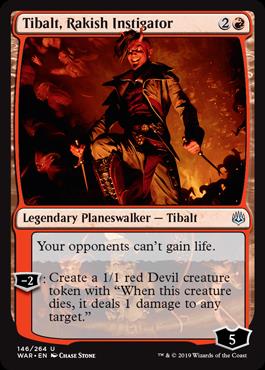 Tibalt, Rakish Instigator 2
Legendary Planeswalker — Tibalt
Your opponents can't gain life.
-2: Create a 1/1 red Devil creature
token with "When this creature
dies, it deals 1 damage to any
target."
5
146/264 U
WAR • EN Chase Stone
™ & © 2019 Wizards of the Coast